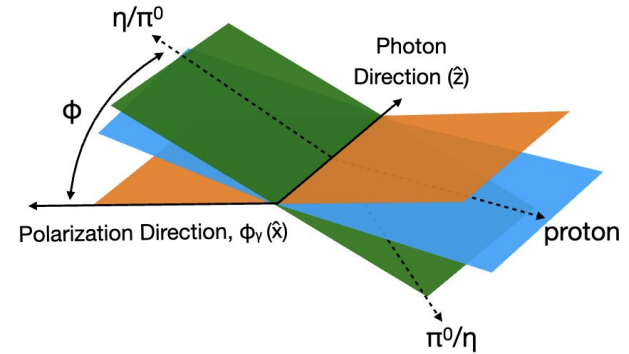 η/π⁰
Photon
Direction (ẑ)
ϕ
Polarization Direction, ϕᵧ (x̂)
proton
π⁰/η